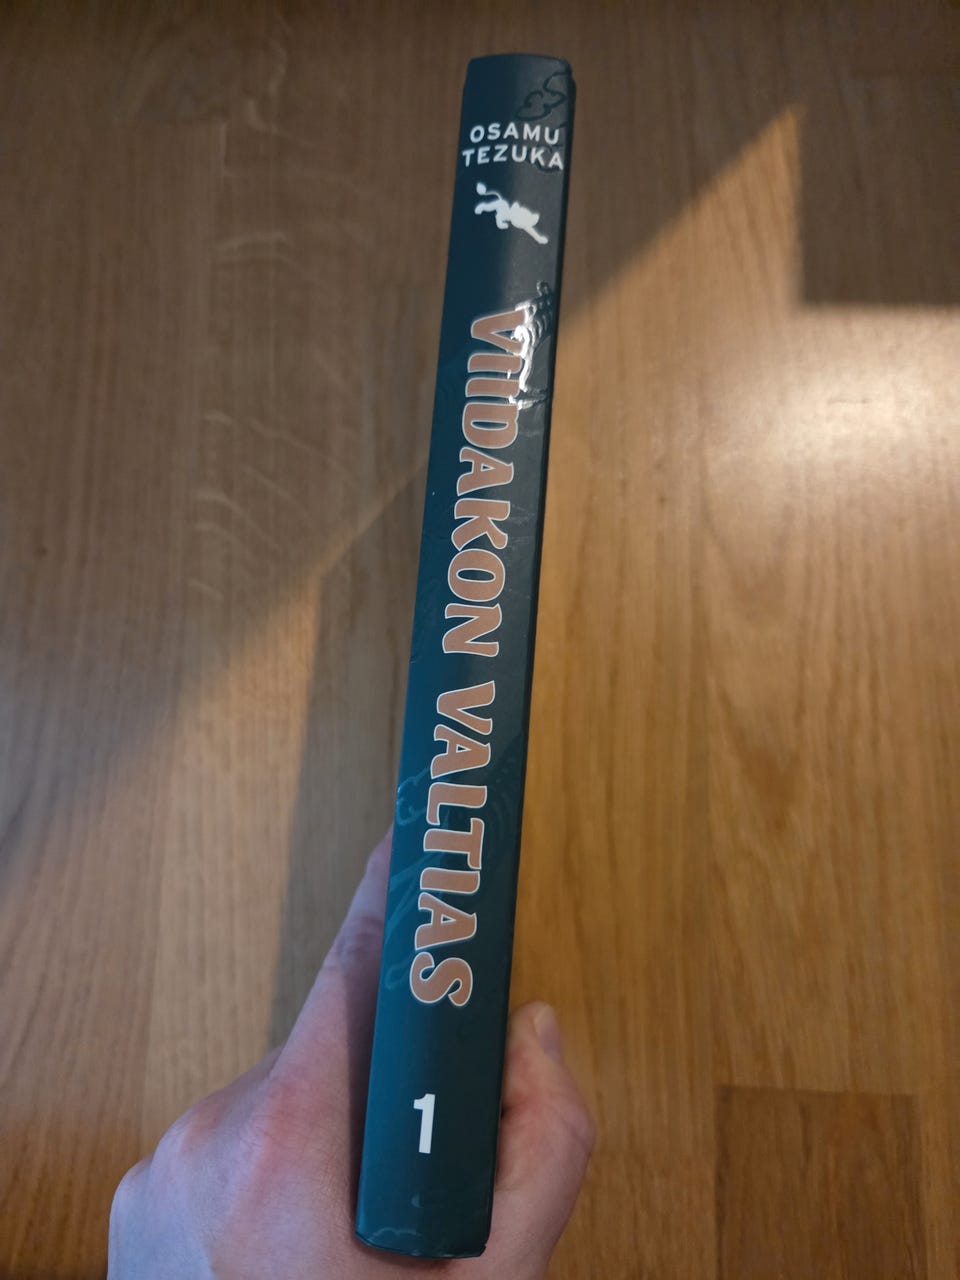 OSAMU
TEZUKA
VIIDAKON VALTIAS
1